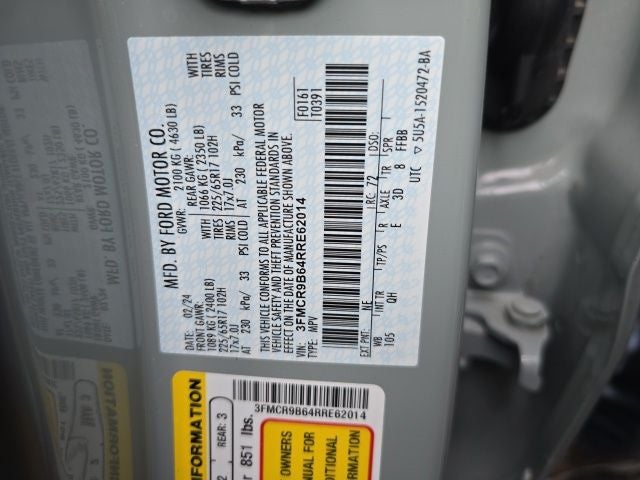 MFD. BY FORD MOTOR CO.
DATE: 02/24
GVWR:
2100 KG ( 4630 LB)
FRONT GAWR:
1089 KG ( 2400 LB)
225/65R17 102H
17x7.0J
AT 230 kPa/ 33 PSI COLD
REAR GAWR:
1066 KG ( 2350 LB)
225/65R17 102H
17x7.0J
AT 230 kPa/ 33 PSI COLD
WITH
TIRES
RIMS
WITH
TIRES
RIMS
THIS VEHICLE CONFORMS TO ALL APPLICABLE FEDERAL MOTOR
VEHICLE SAFETY AND THEFT PREVENTION STANDARDS IN
EFFECT ON THE DATE OF MANUFACTURE SHOWN ABOVE.
VIN: 3FMCR9B64RRE62014
TYPE: MPV
F0161
T0391
EXT PNT: NE RC: 72 DSO:
WB INT TR TP/PS R AXLE TR SPR
105 QH E 3D 8 FFBB
UTC ▽ 5U5A-1520472-BA
3FMCR9B64RRE62014
INFORMATION
REAR: 3
851 lbs.
OWNERS
MANUAL FOR
INFORMATION